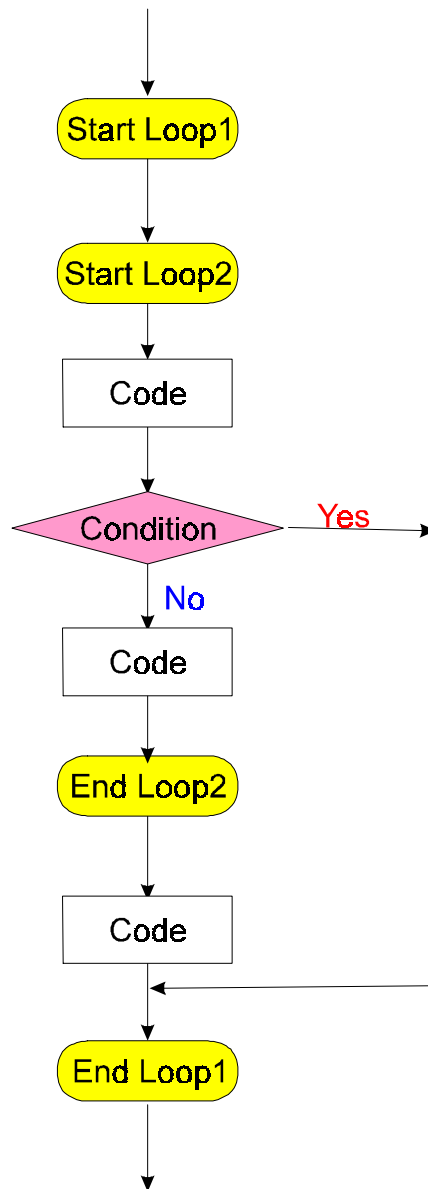 Start Loop1
Start Loop2
Code
Condition
Yes
No
Code
End Loop2
Code
End Loop1